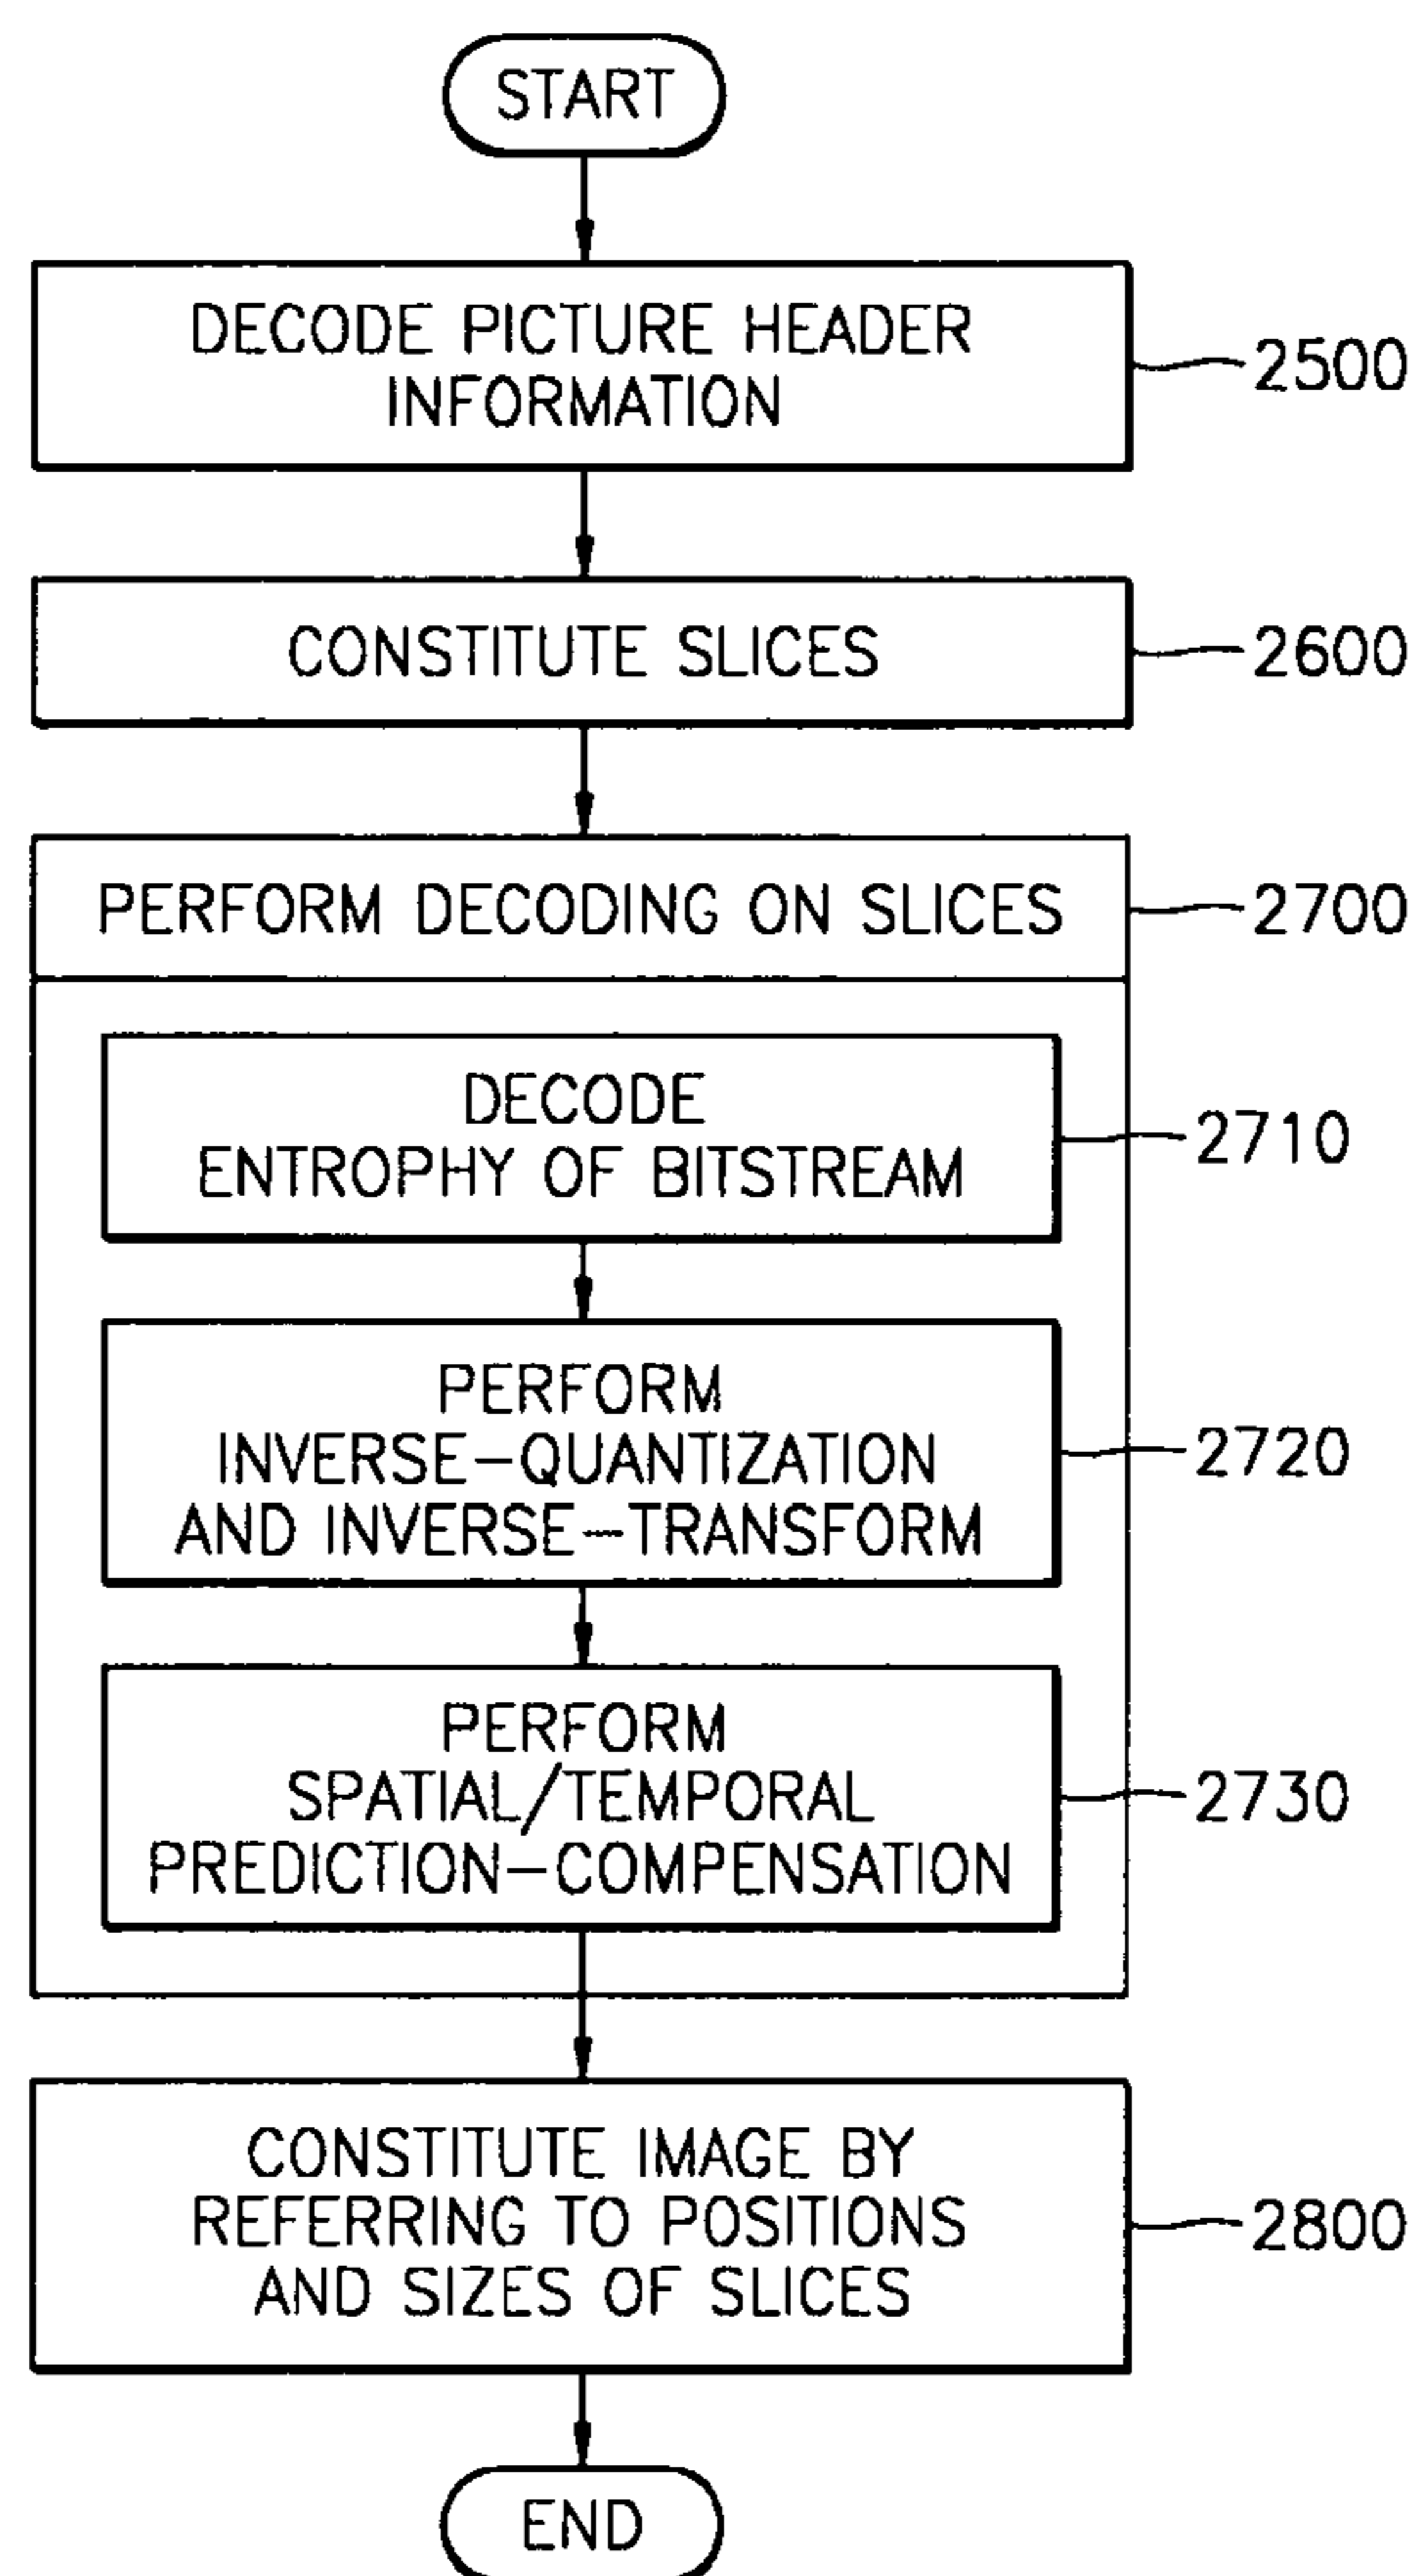 START
DECODE PICTURE HEADER
INFORMATION
2500
CONSTITUTE SLICES
2600
PERFORM DECODING ON SLICES
2700
DECODE
ENTROPHY OF BITSTREAM
2710
PERFORM
INVERSE-QUANTIZATION
AND INVERSE-TRANSFORM
2720
PERFORM
SPATIAL/TEMPORAL
PREDICTION-COMPENSATION
2730
CONSTITUTE IMAGE BY
REFERRING TO POSITIONS
AND SIZES OF SLICES
2800
END